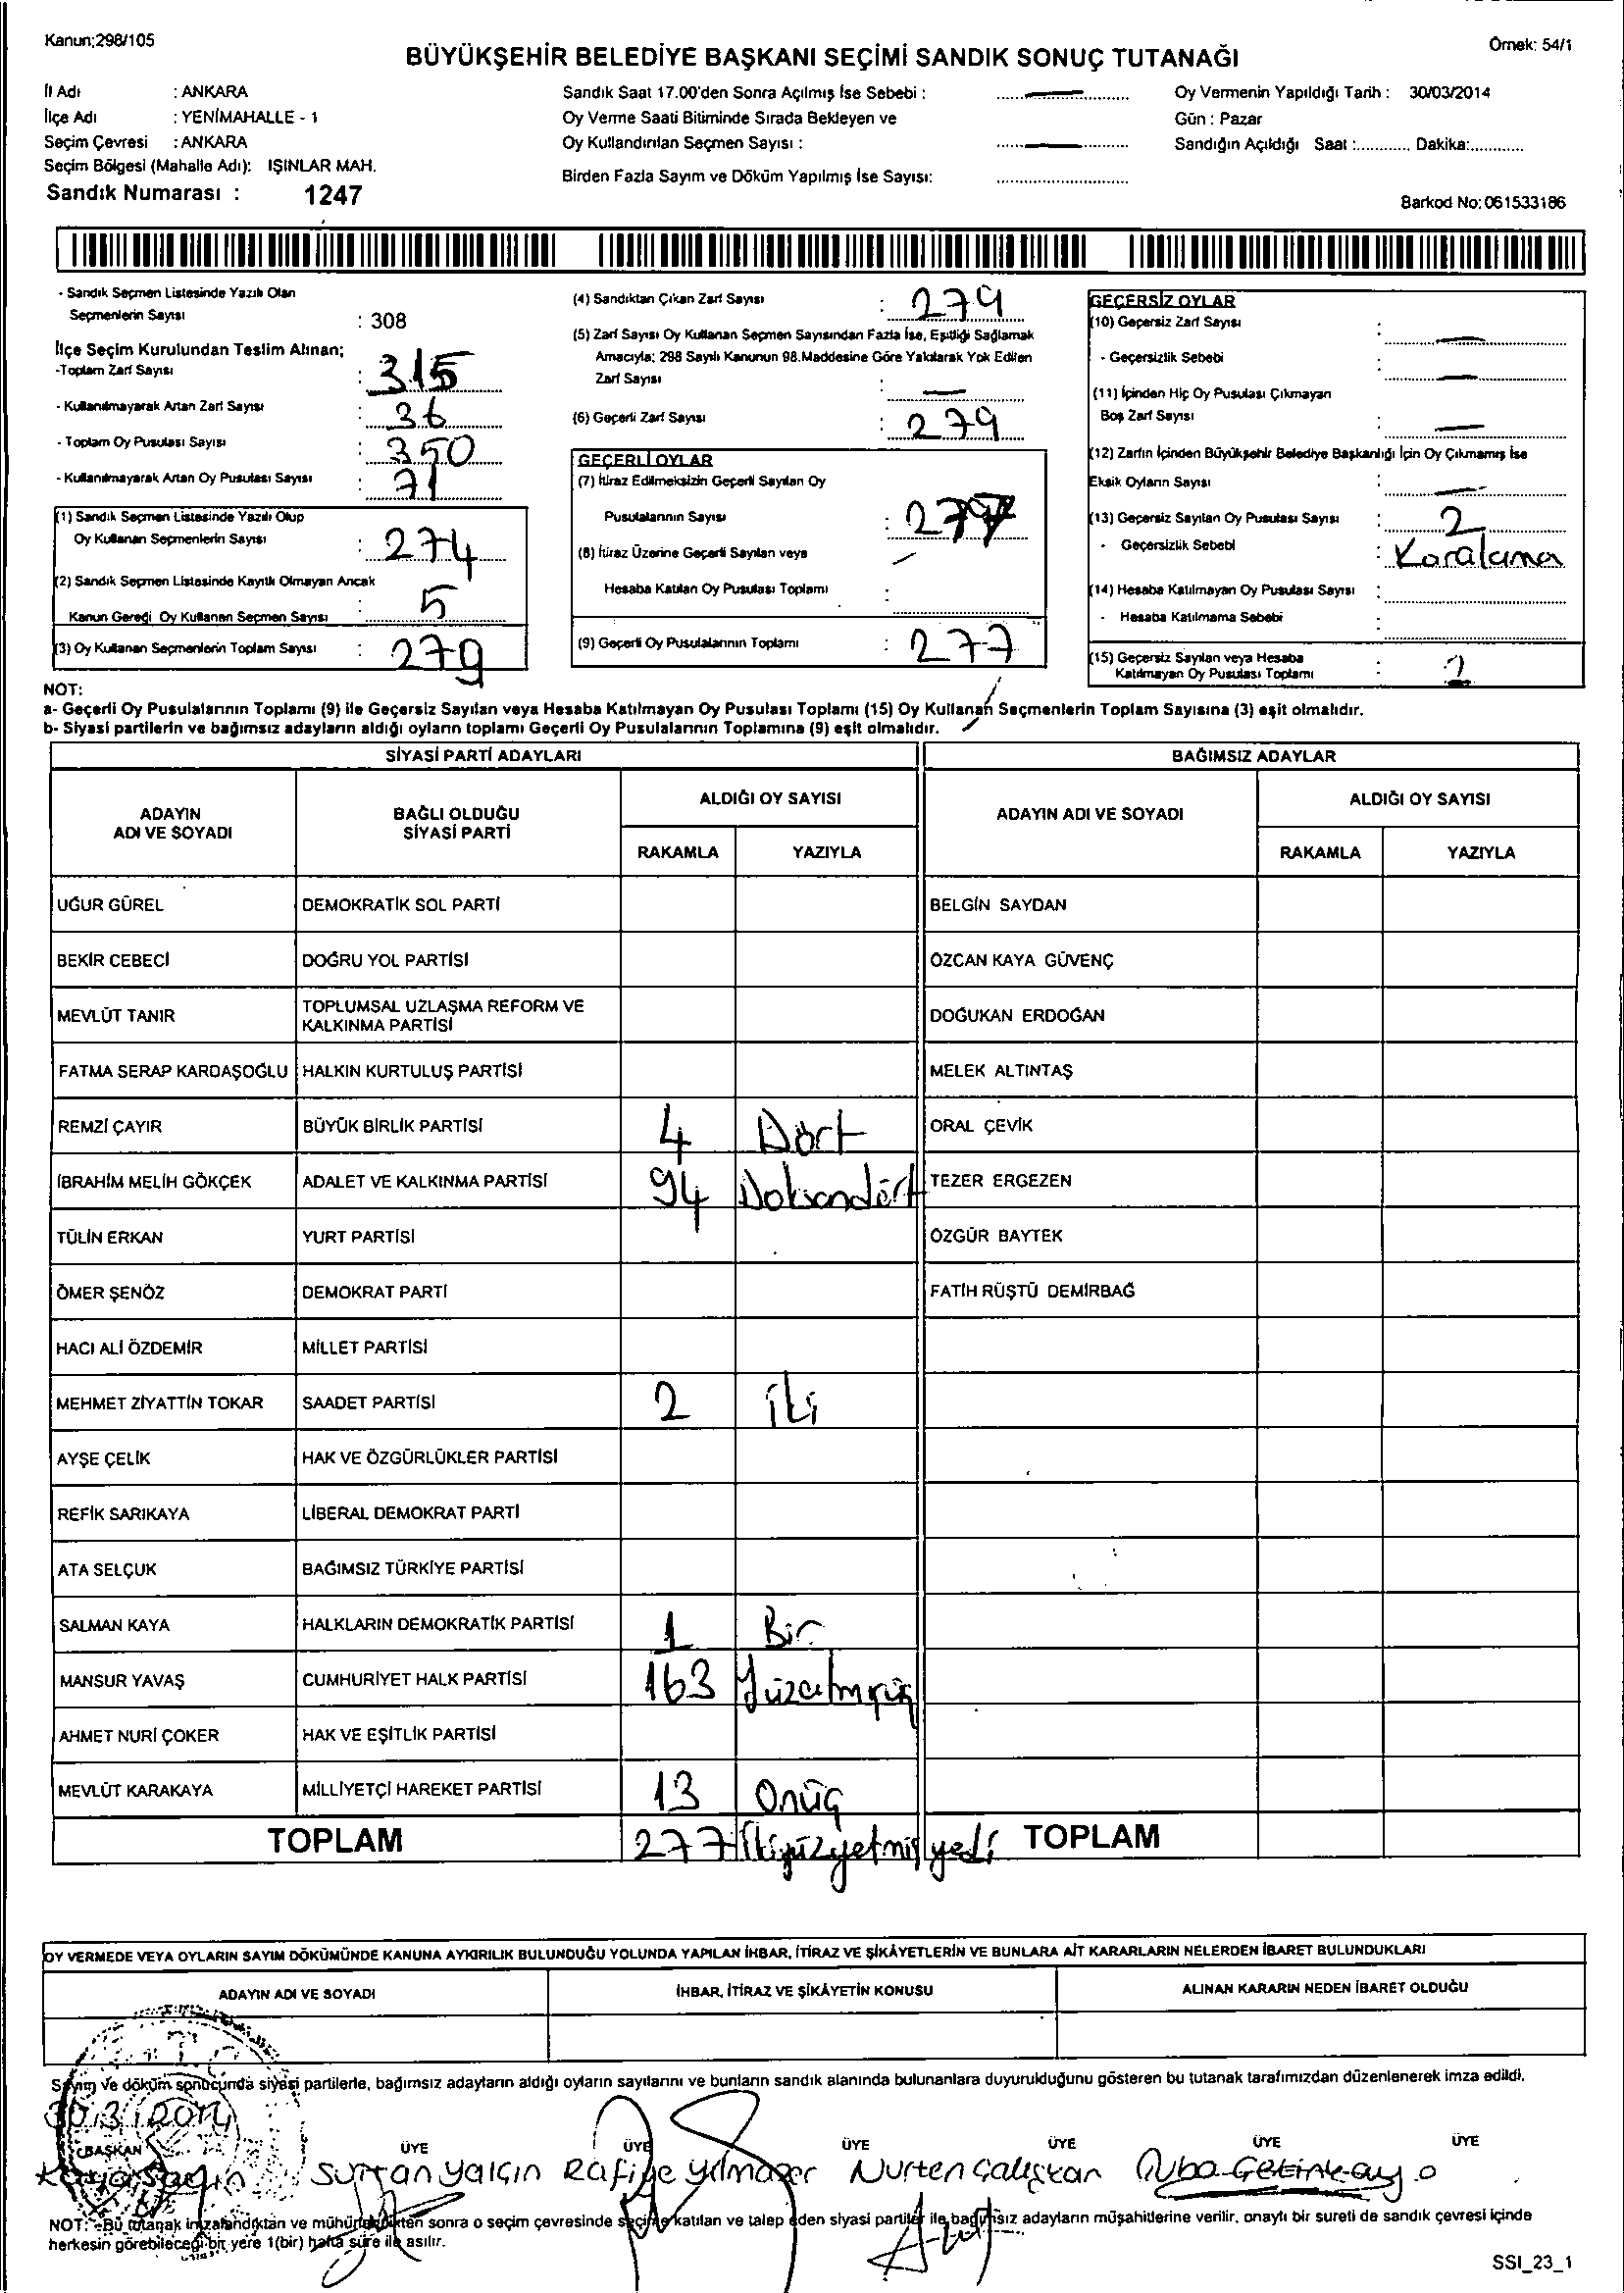 Kanun;298/105
Örnek: 54/1
BÜYÜKŞEHİR BELEDİYE BAŞKANI SEÇİMİ SANDIK SONUÇ TUTANAĞI
İl Adı : ANKARA
İlçe Adı : YENİMAHALLE - 1
Seçim Çevresi : ANKARA
Seçim Bölgesi (Mahalle Adı): IŞINLAR MAH.
Sandık Numarası : 1247
Sandık Saat 17.00'den Sonra Açılmış İse Sebebi :
Oy Verme Saati Bitiminde Sırada Bekleyen ve
Oy Kullandırılan Seçmen Sayısı :
Birden Fazla Sayım ve Döküm Yapılmış İse Sayısı:
Oy Vermenin Yapıldığı Tarih : 30/03/2014
Gün : Pazar
Sandığın Açıldığı Saat :............ Dakika:............
Barkod No: 061533186
- Sandık Seçmen Listesinde Yazılı Olan
Seçmenlerin Sayısı : 308
İlçe Seçim Kurulundan Teslim Alınan;
-Toplam Zarf Sayısı : 315
- Kullanılmayarak Artan Zarf Sayısı : 36
- Toplam Oy Pusulası Sayısı : 350
- Kullanılmayarak Artan Oy Pusulası Sayısı : 71
(1) Sandık Seçmen Listesinde Yazılı Olup
Oy Kullanan Seçmenlerin Sayısı : 274
(2) Sandık Seçmen Listesinde Kayıtlı Olmayan Ancak
Kanun Gereği Oy Kullanan Seçmen Sayısı : 5
(3) Oy Kullanan Seçmenlerin Toplam Sayısı : 279
(4) Sandıktan Çıkan Zarf Sayısı : 279
(5) Zarf Sayısı Oy Kullanan Seçmen Sayısından Fazla İse, Eşitliği Sağlamak
Amacıyla; 298 Sayılı Kanunun 98.Maddesine Göre Yakılarak Yok Edilen
Zarf Sayısı : —
(6) Geçerli Zarf Sayısı : 279
GEÇERLİ OYLAR
(7) İtiraz Edilmeksizin Geçerli Sayılan Oy
Pusulalarının Sayısı : 277
(8) İtiraz Üzerine Geçerli Sayılan veya
Hesaba Katılan Oy Pusulası Toplamı :
(9) Geçerli Oy Pusulalarının Toplamı : 277
GEÇERSİZ OYLAR
(10) Geçersiz Zarf Sayısı : —
- Geçersizlik Sebebi : —
(11) İçinden Hiç Oy Pusulası Çıkmayan
Boş Zarf Sayısı : —
(12) Zarfın İçinden Büyükşehir Belediye Başkanlığı İçin Oy Çıkmamış İse
Eksik Oyların Sayısı : —
(13) Geçersiz Sayılan Oy Pusulası Sayısı : 2
- Geçersizlik Sebebi : Karalama
(14) Hesaba Katılmayan Oy Pusulası Sayısı :
- Hesaba Katılmama Sebebi :
(15) Geçersiz Sayılan veya Hesaba
Katılmayan Oy Pusulası Toplamı : 2
NOT:
a- Geçerli Oy Pusulalarının Toplamı (9) ile Geçersiz Sayılan veya Hesaba Katılmayan Oy Pusulası Toplamı (15) Oy Kullanan Seçmenlerin Toplam Sayısına (3) eşit olmalıdır.
b- Siyasi partilerin ve bağımsız adayların aldığı oyların toplamı Geçerli Oy Pusulalarının Toplamına (9) eşit olmalıdır.
SİYASİ PARTİ ADAYLARI BAĞIMSIZ ADAYLAR
ADAYIN ADI VE SOYADI BAĞLI OLDUĞU SİYASİ PARTİ ALDIĞI OY SAYISI ADAYIN ADI VE SOYADI ALDIĞI OY SAYISI
RAKAMLA YAZIYLA RAKAMLA YAZIYLA
UĞUR GÜREL DEMOKRATİK SOL PARTİ BELGİN SAYDAN
BEKİR CEBECİ DOĞRU YOL PARTİSİ ÖZCAN KAYA GÜVENÇ
MEVLÜT TANIR TOPLUMSAL UZLAŞMA REFORM VE KALKINMA PARTİSİ DOĞUKAN ERDOĞAN
FATMA SERAP KARDAŞOĞLU HALKIN KURTULUŞ PARTİSİ MELEK ALTINTAŞ
REMZİ ÇAYIR BÜYÜK BİRLİK PARTİSİ 4 Dört ORAL ÇEVİK
İBRAHİM MELİH GÖKÇEK ADALET VE KALKINMA PARTİSİ 94 Doksandört TEZER ERGEZEN
TÜLİN ERKAN YURT PARTİSİ ÖZGÜR BAYTEK
ÖMER ŞENÖZ DEMOKRAT PARTİ FATİH RÜŞTÜ DEMİRBAĞ
HACI ALİ ÖZDEMİR MİLLET PARTİSİ
MEHMET ZİYATTİN TOKAR SAADET PARTİSİ 2 iki
AYŞE ÇELİK HAK VE ÖZGÜRLÜKLER PARTİSİ
REFİK SARIKAYA LİBERAL DEMOKRAT PARTİ
ATA SELÇUK BAĞIMSIZ TÜRKİYE PARTİSİ
SALMAN KAYA HALKLARIN DEMOKRATİK PARTİSİ 1 Bir
MANSUR YAVAŞ CUMHURİYET HALK PARTİSİ 163 Yüzatmışüç
AHMET NURİ ÇOKER HAK VE EŞİTLİK PARTİSİ
MEVLÜT KARAKAYA MİLLİYETÇİ HAREKET PARTİSİ 13 Onüç
TOPLAM 277 İkiyüzyetmiş yedi TOPLAM
OY VERMEDE VEYA OYLARIN SAYIM DÖKÜMÜNDE KANUNA AYKIRILIK BULUNDUĞU YOLUNDA YAPILAN İHBAR, İTİRAZ VE ŞİKÂYETLERİN VE BUNLARA AİT KARARLARIN NELERDEN İBARET BULUNDUKLARI
ADAYIN ADI VE SOYADI İHBAR, İTİRAZ VE ŞİKÂYETİN KONUSU ALINAN KARARIN NEDEN İBARET OLDUĞU
Sayım ve döküm sonucunda siyasi partilerle, bağımsız adayların aldığı oyların sayılarını ve bunların sandık alanında bulunanlara duyurulduğunu gösteren bu tutanak tarafımızdan düzenlenerek imza edildi.
30/3/2014
BAŞKAN ÜYE ÜYE ÜYE ÜYE ÜYE ÜYE
Kaya Sultan Yalçın Rafiye Yılmazer Nurten Çalışkan
NOT: -Bu tutanak imzalandıktan ve mühürlendikten sonra o seçim çevresinde seçime katılan ve talep eden siyasi partiler ile bağımsız adayların müşahitlerine verilir, onaylı bir sureti de sandık çevresi içinde
herkesin görebileceği bir yere 1(bir) hafta süre ile asılır.
SSI_23_1